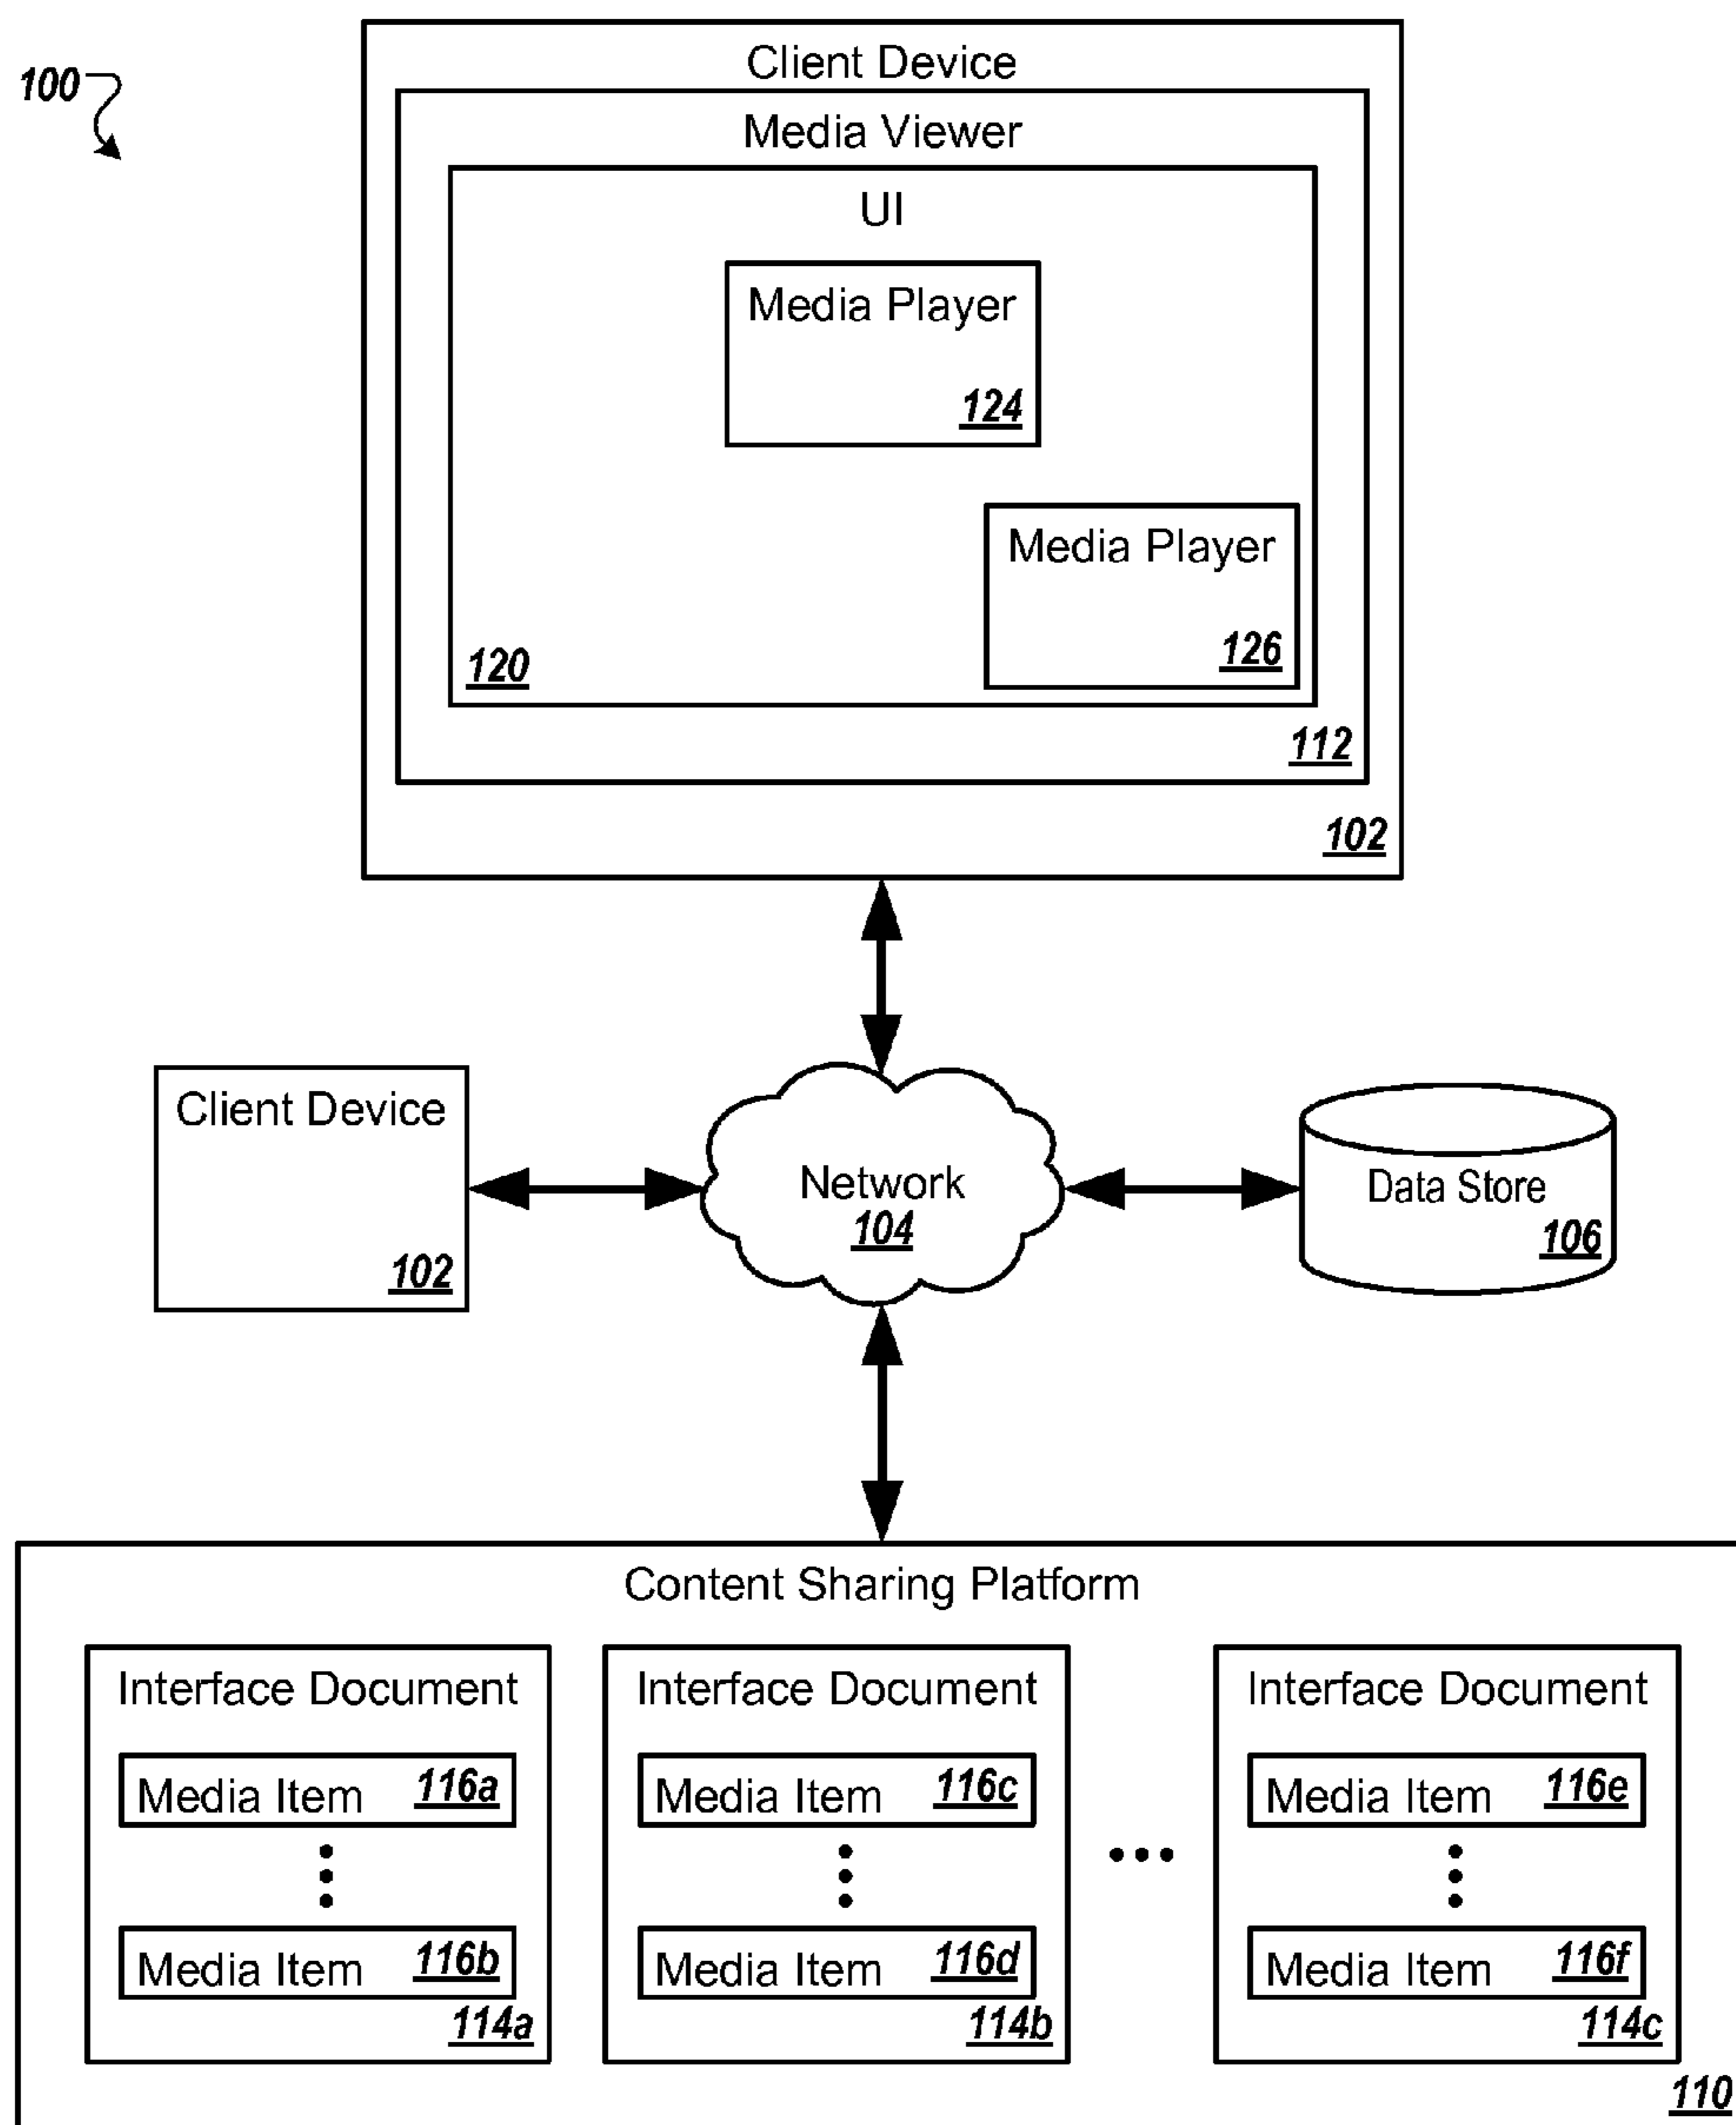 100
Client Device
Media Viewer
UI
Media Player
124
Media Player
126
120
112
102
Client Device
102
Network
104
Data Store
106
Content Sharing Platform
Interface Document
Media Item 116a
Media Item 116b
114a
Interface Document
Media Item 116c
Media Item 116d
114b
Interface Document
Media Item 116e
Media Item 116f
114c
110